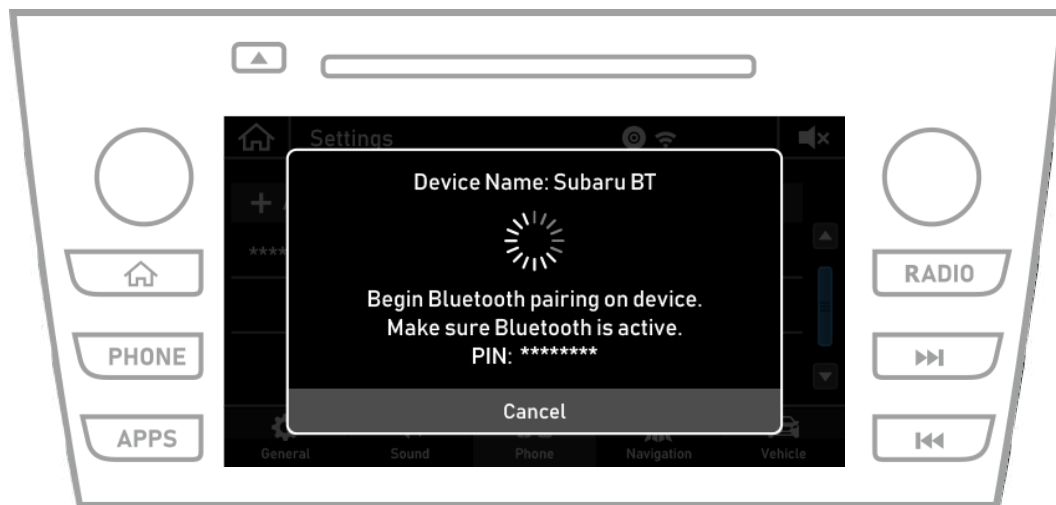 Settings
Device Name: Subaru BT
+ A
****
Begin Bluetooth pairing on device.
Make sure Bluetooth is active.
PIN: ********
Cancel
General Sound Phone Navigation Vehicle
RADIO
PHONE
APPS